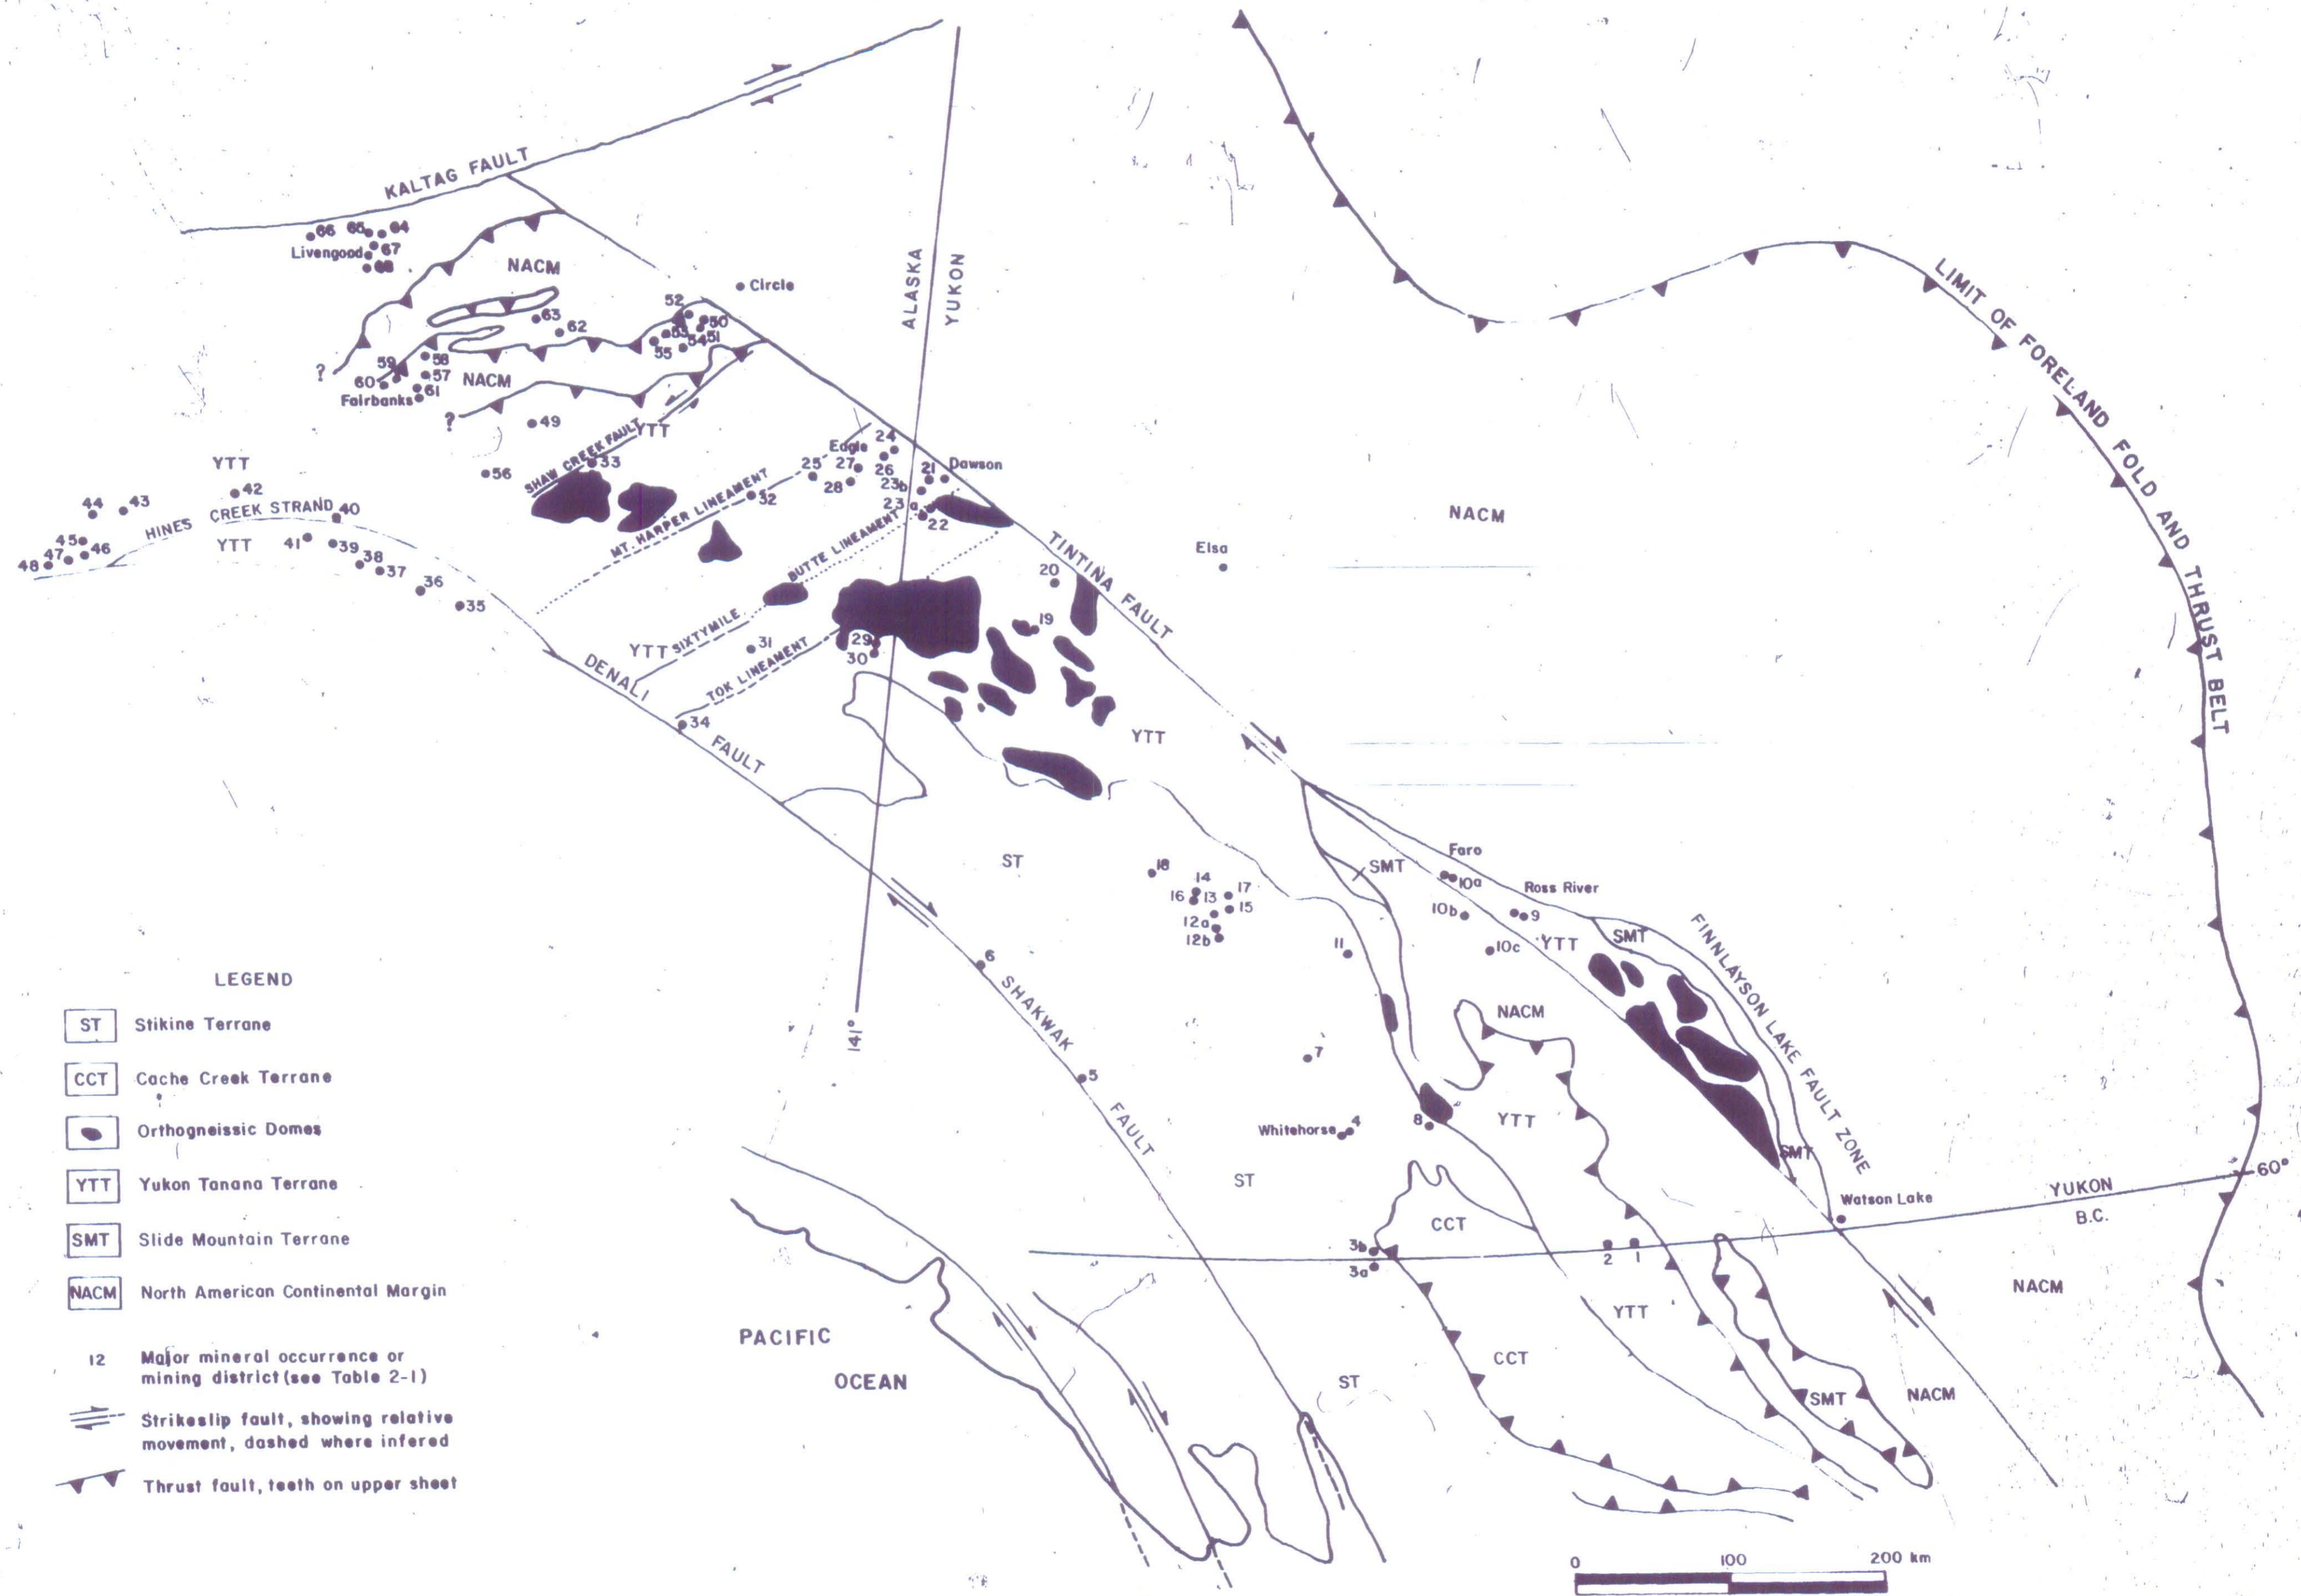 KALTAG FAULT
66
65
64
Livengood
67
68
NACM
Circle
ALASKA
YUKON
52
50
53
54
51
55
63
62
59
58
57
60
61
Fairbanks
NACM
?
?
49
SHAW CREEK FAULT
YTT
33
56
YTT
42
44
43
HINES CREEK STRAND
40
YTT
41
39
38
37
36
35
45
46
47
48
Eagle
24
25
27
26
28
21
Dawson
23b
23a
22
32
MT. HARPER LINEAMENT
SIXTYMILE BUTTE LINEAMENT
YTT
31
TOK LINEAMENT
29
30
DENALI FAULT
34
TINTINA FAULT
20
19
Elsa
NACM
YTT
LIMIT OF FORELAND FOLD AND THRUST BELT
ST
18
14
16
13
17
15
12a
12b
11
SMT
Faro
10a
Ross River
10b
9
10c
YTT
SMT
FINNLAYSON LAKE FAULT ZONE
NACM
6
SHAKWAK FAULT
5
141°
7
Whitehorse
4
8
YTT
SMT
ST
CCT
3b
3a
2
1
Watson Lake
YUKON
B.C.
60°
NACM
YTT
CCT
ST
SMT
NACM
PACIFIC
OCEAN
LEGEND
ST Stikine Terrane
CCT Cache Creek Terrane
Orthogneissic Domes
YTT Yukon Tanana Terrane
SMT Slide Mountain Terrane
NACM North American Continental Margin
12 Major mineral occurrence or
mining district (see Table 2-1)
Strikeslip fault, showing relative
movement, dashed where infered
Thrust fault, teeth on upper sheet
0 100 200 km